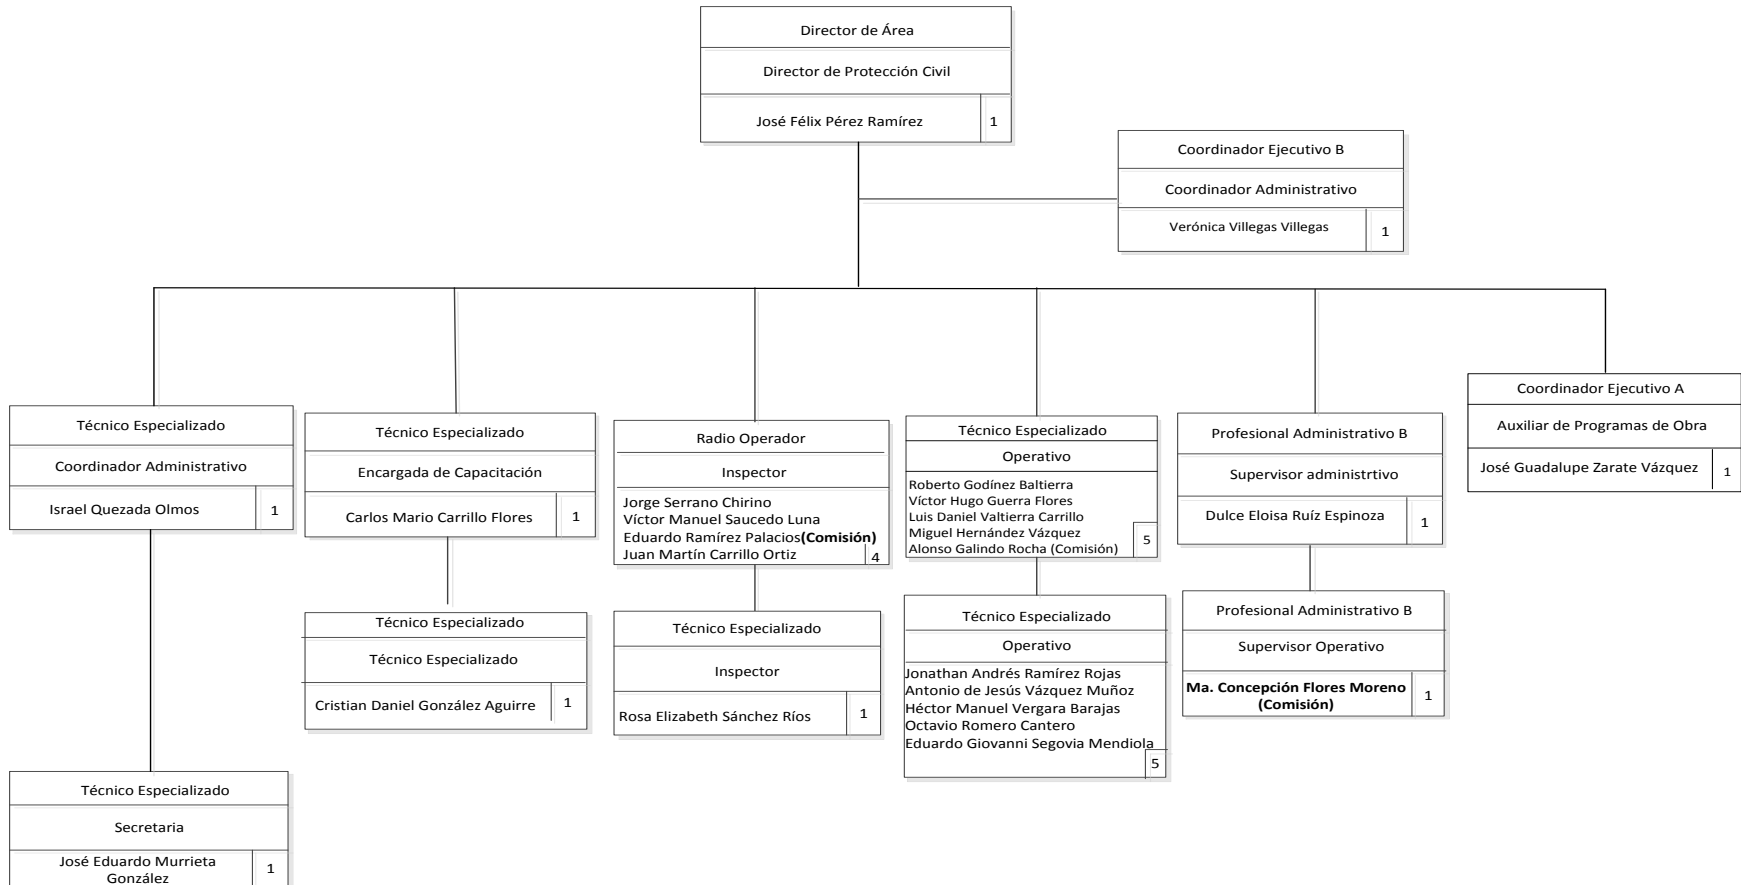 Director de Área
Director de Protección Civil
José Félix Pérez Ramírez
1
Coordinador Ejecutivo B
Coordinador Administrativo
Verónica Villegas Villegas
1
Técnico Especializado
Coordinador Administrativo
Israel Quezada Olmos
1
Técnico Especializado
Encargada de Capacitación
Carlos Mario Carrillo Flores
1
Radio Operador
Inspector
Jorge Serrano Chirino
Víctor Manuel Saucedo Luna
Eduardo Ramírez Palacios(Comisión)
Juan Martín Carrillo Ortiz
4
Técnico Especializado
Operativo
Roberto Godínez Baltierra
Víctor Hugo Guerra Flores
Luis Daniel Valtierra Carrillo
Miguel Hernández Vázquez
Alonso Galindo Rocha (Comisión)
5
Profesional Administrativo B
Supervisor administrtivo
Dulce Eloisa Ruíz Espinoza
1
Coordinador Ejecutivo A
Auxiliar de Programas de Obra
José Guadalupe Zarate Vázquez
1
Técnico Especializado
Técnico Especializado
Cristian Daniel González Aguirre
1
Técnico Especializado
Inspector
Rosa Elizabeth Sánchez Ríos
1
Técnico Especializado
Operativo
Jonathan Andrés Ramírez Rojas
Antonio de Jesús Vázquez Muñoz
Héctor Manuel Vergara Barajas
Octavio Romero Cantero
Eduardo Giovanni Segovia Mendiola
5
Profesional Administrativo B
Supervisor Operativo
Ma. Concepción Flores Moreno
(Comisión)
1
Técnico Especializado
Secretaria
José Eduardo Murrieta
González
1